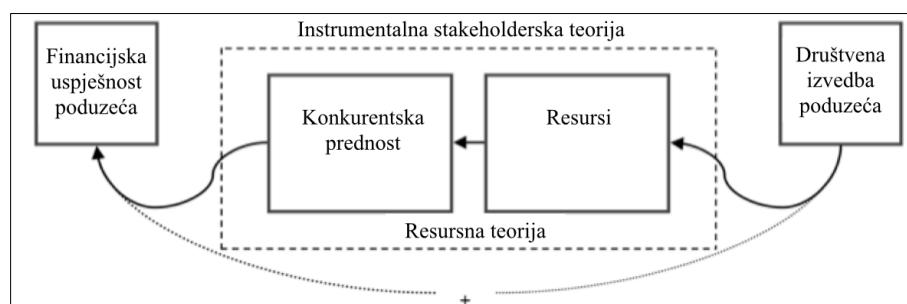 Instrumentalna stakeholderska teorija
Financijska
uspješnost
poduzeća
Konkurentska
prednost
Resursi
Društvena
izvedba
poduzeća
Resursna teorija
+